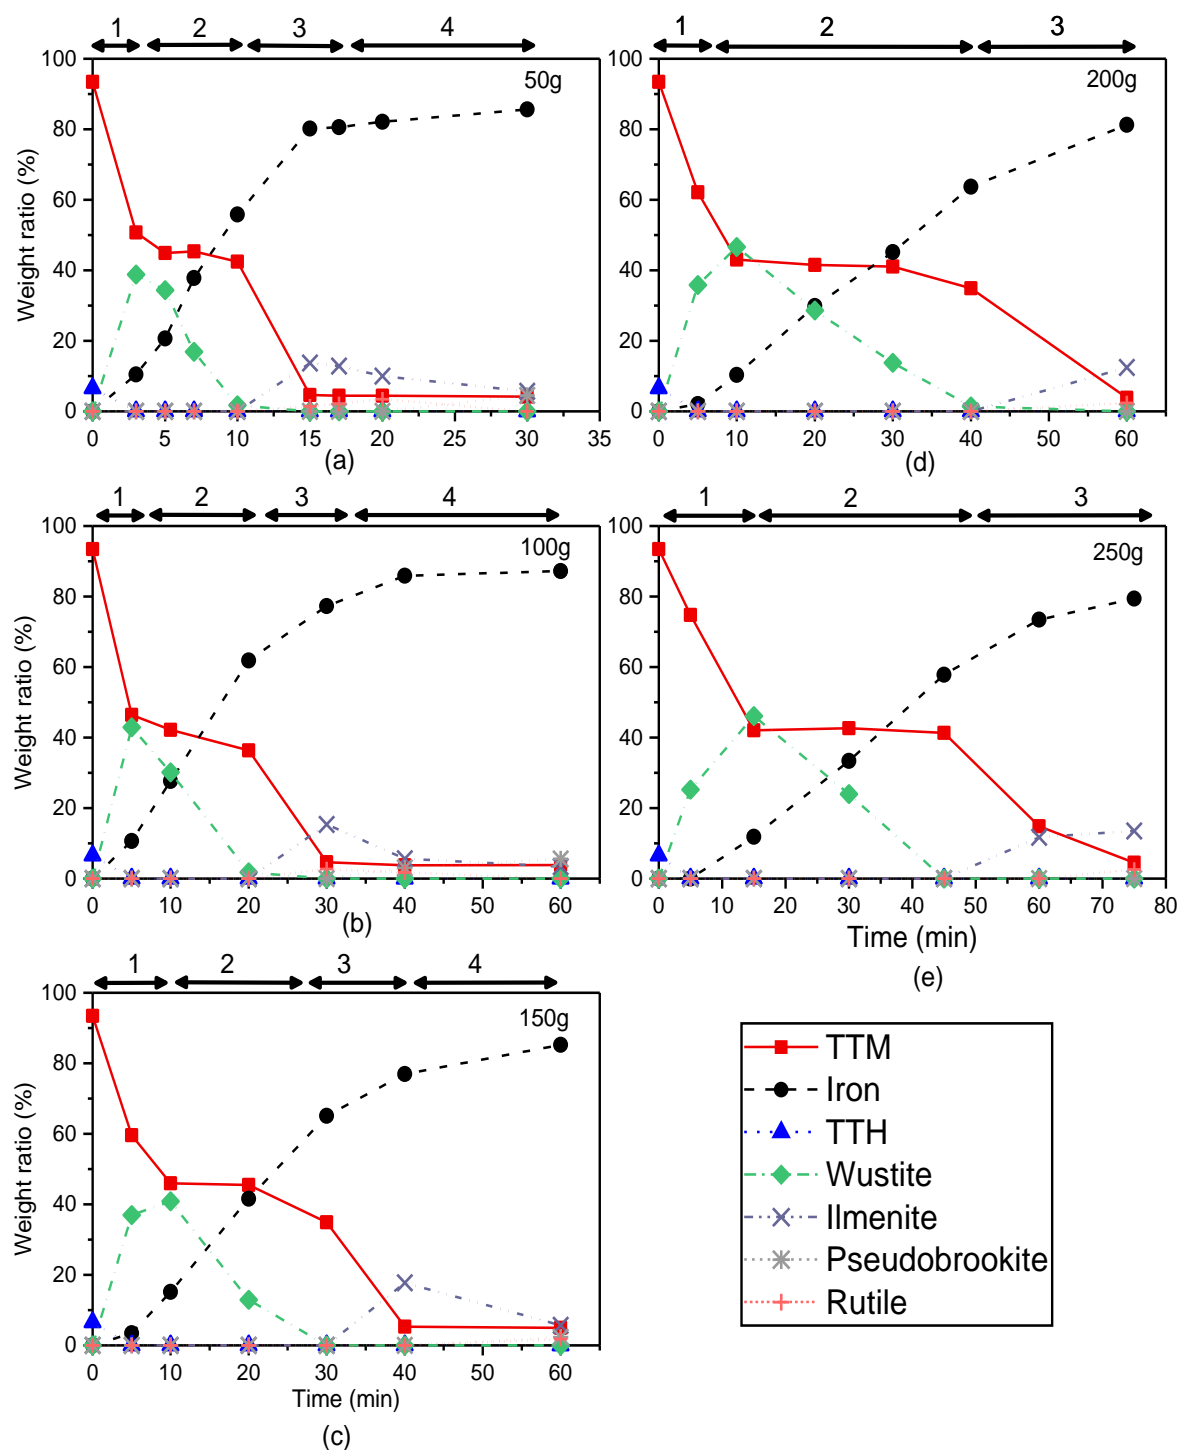 1 2 3 4
50g
Weight ratio (%)
100
80
60
40
20
0
0 5 10 15 20 25 30 35
(a)
1 2 3
200g
100
80
60
40
20
0
0 10 20 30 40 50 60
(d)
1 2 3 4
100g
Weight ratio (%)
100
80
60
40
20
0
0 10 20 30 40 50 60
(b)
1 2 3
250g
100
80
60
40
20
0
0 10 20 30 40 50 60 70 80
Time (min)
(e)
1 2 3 4
150g
Weight ratio (%)
100
80
60
40
20
0
0 10 20 30 40 50 60
Time (min)
(c)
TTM
Iron
TTH
Wustite
Ilmenite
Pseudobrookite
Rutile